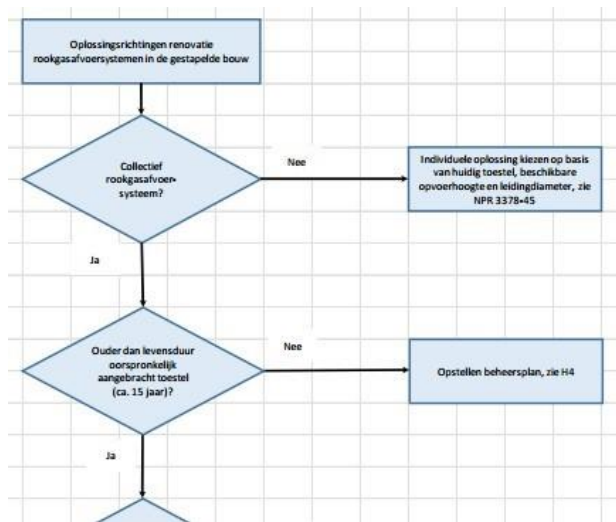 Oplossingsrichtingen renovatie
rookgasafvoersystemen in de gestapelde bouw
Collectief
rookgasafvoer-
systeem?
Nee
Individuele oplossing kiezen op basis
van huidig toestel, beschikbare
opvoerhoogte en leidingdiameter, zie
NPR 3378-45
Ja
Ouder dan levensduur
oorspronkelijk
aangebracht toestel
(ca. 15 jaar)?
Nee
Opstellen beheersplan, zie H4
Ja